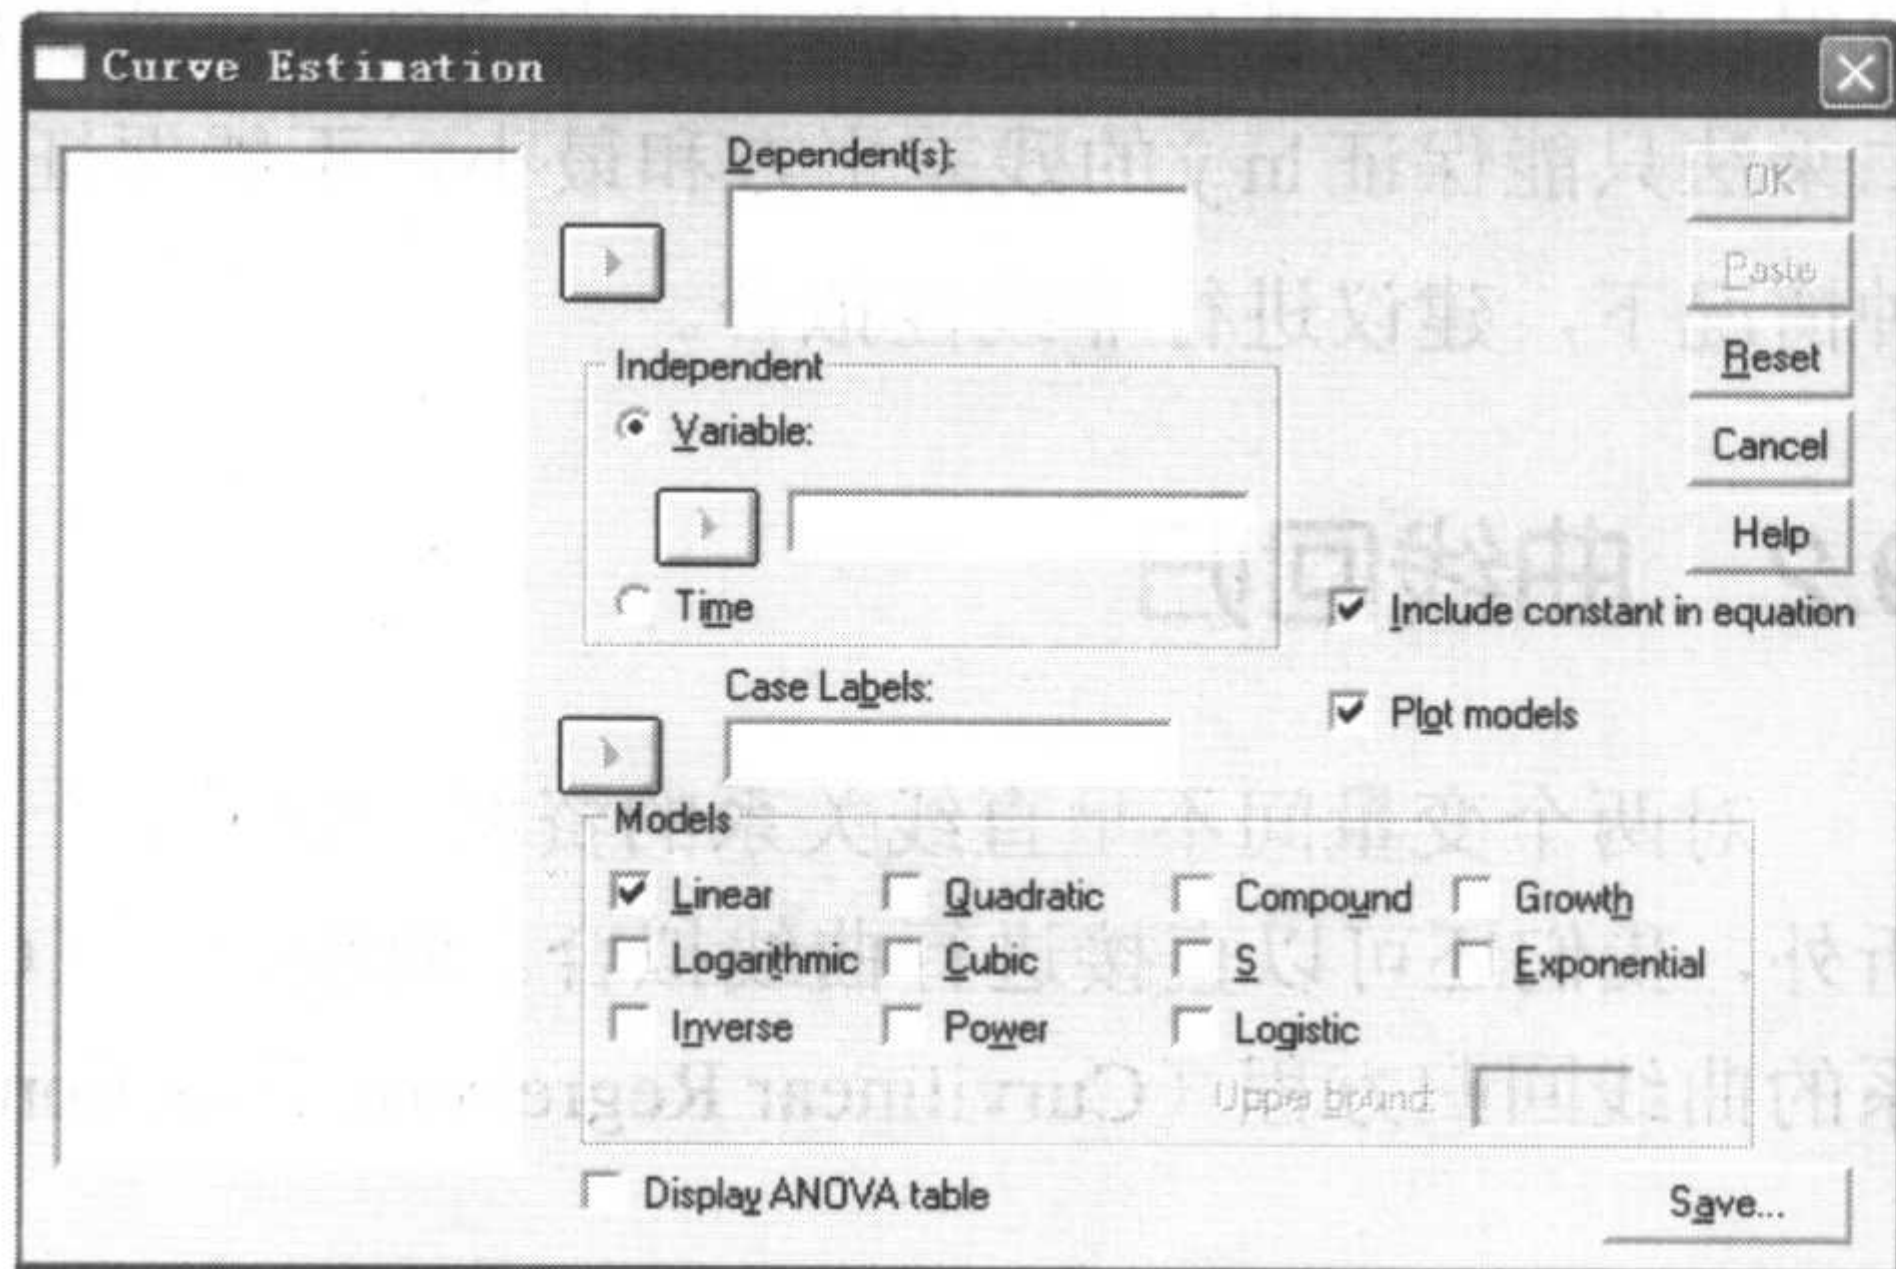 Curve Estimation
Dependent(s):
OK
Paste
Reset
Cancel
Help
Independent
Variable:
Time
Include constant in equation
Case Labels:
Plot models
Models
Linear Quadratic Compound Growth
Logarithmic Cubic S Exponential
Inverse Power Logistic
Upper bound:
Display ANOVA table
Save...